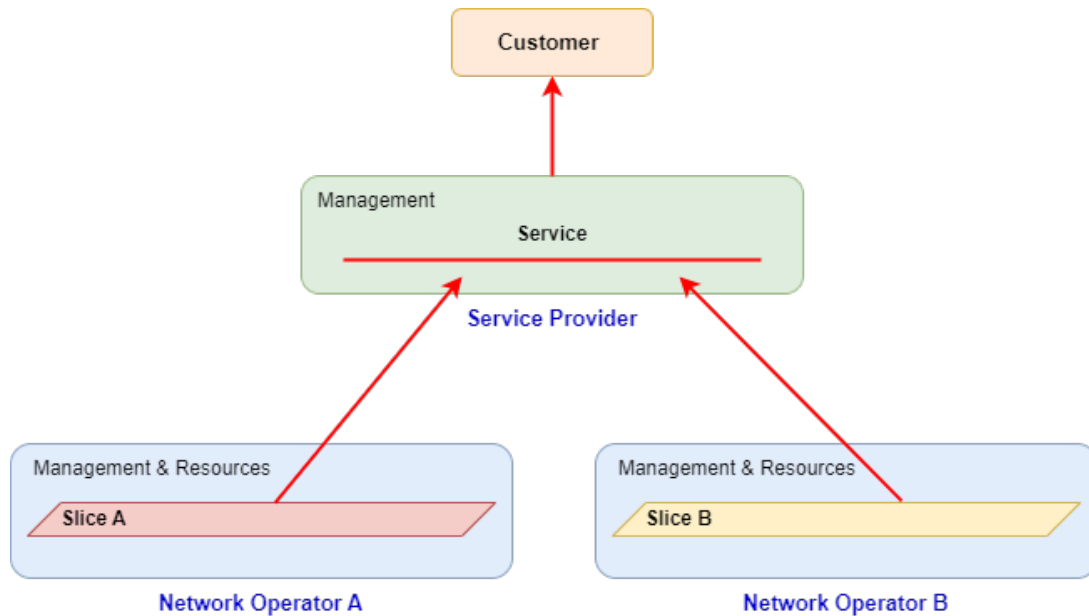 Customer
Management
Service
Service Provider
Management & Resources
Slice A
Network Operator A
Management & Resources
Slice B
Network Operator B